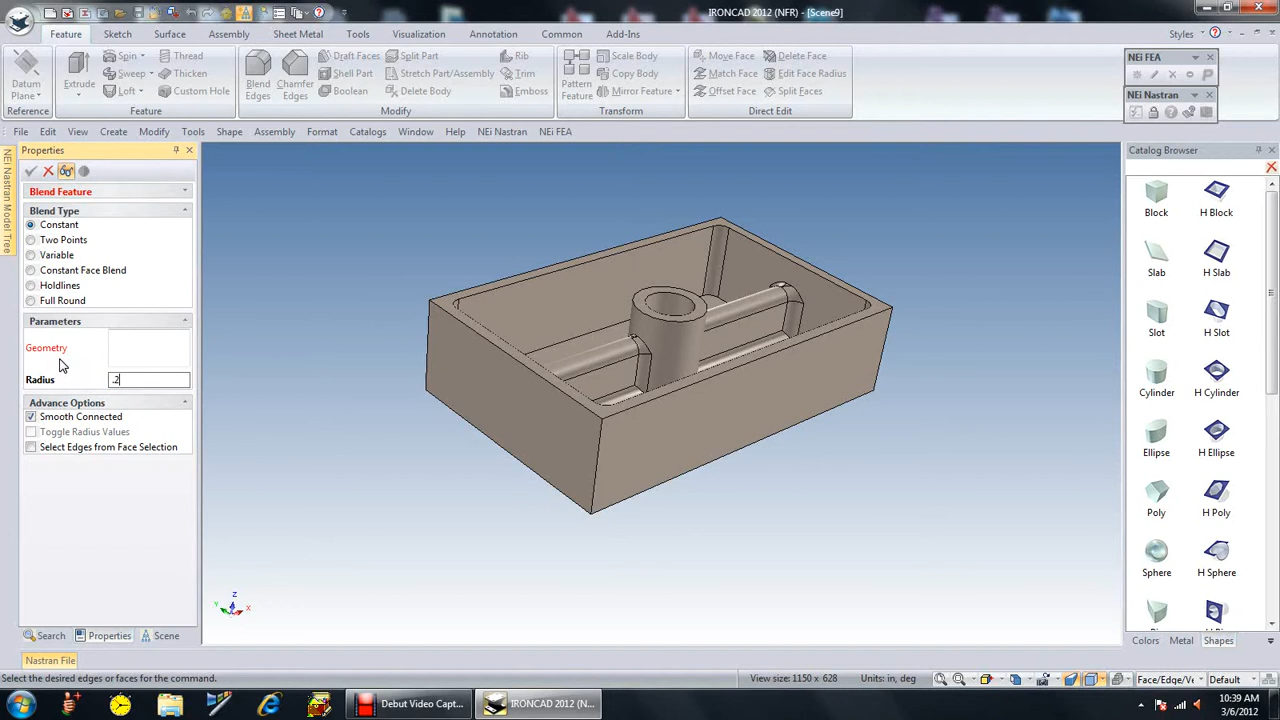 IRONCAD 2012 (NFR) - [Scene9]
Feature Sketch Surface Assembly Sheet Metal Tools Visualization Annotation Common Add-Ins Styles
Spin Thread Draft Faces Split Part Rib Scale Body Move Face Delete Face
Sweep Thicken Shell Part Stretch Part/Assembly Trim Copy Body Match Face Edit Face Radius
Datum Plane Extrude Loft Custom Hole Blend Edges Chamfer Edges Boolean Delete Body Emboss Pattern Feature Mirror Feature Offset Face Split Faces
Reference Feature Modify Transform Direct Edit
NEi FEA
NEi Nastran
File Edit View Create Modify Tools Shape Assembly Format Catalogs Window Help NEi Nastran NEi FEA
NEi Nastran Model Tree
Properties
Blend Feature
Blend Type
Constant
Two Points
Variable
Constant Face Blend
Holdlines
Full Round
Parameters
Geometry
Radius .2
Advance Options
Smooth Connected
Toggle Radius Values
Select Edges from Face Selection
Search Properties Scene
Z
Y X
Catalog Browser
Block H Block
Slab H Slab
Slot H Slot
Cylinder H Cylinder
Ellipse H Ellipse
Poly H Poly
Sphere H Sphere
Colors Metal Shapes
Nastran File
Select the desired edges or faces for the command.
View size: 1150 x 628 Units: in, deg
Face/Edge/Ve Default
Debut Video Capt...
IRONCAD 2012 (N...
10:39 AM
3/6/2012